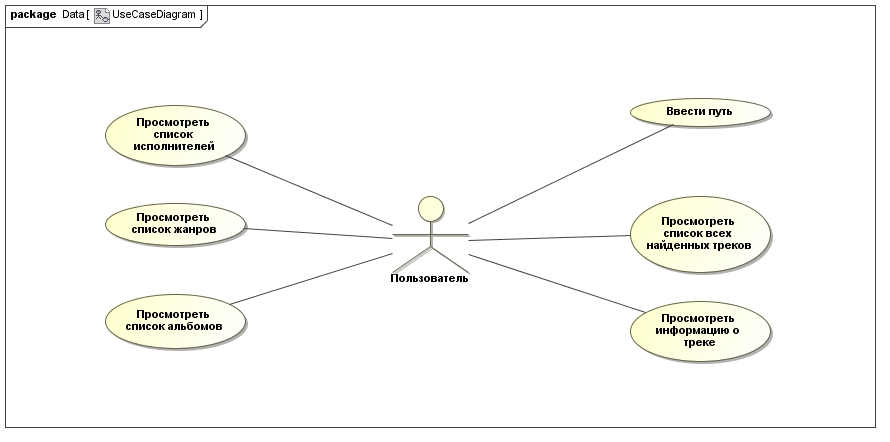 package Data [ UseCaseDiagram ]
Просмотреть
список
исполнителей
Ввести путь
Просмотреть
список жанров
Просмотреть
список всех
найденных треков
Пользователь
Просмотреть
список альбомов
Просмотреть
информацию о
треке